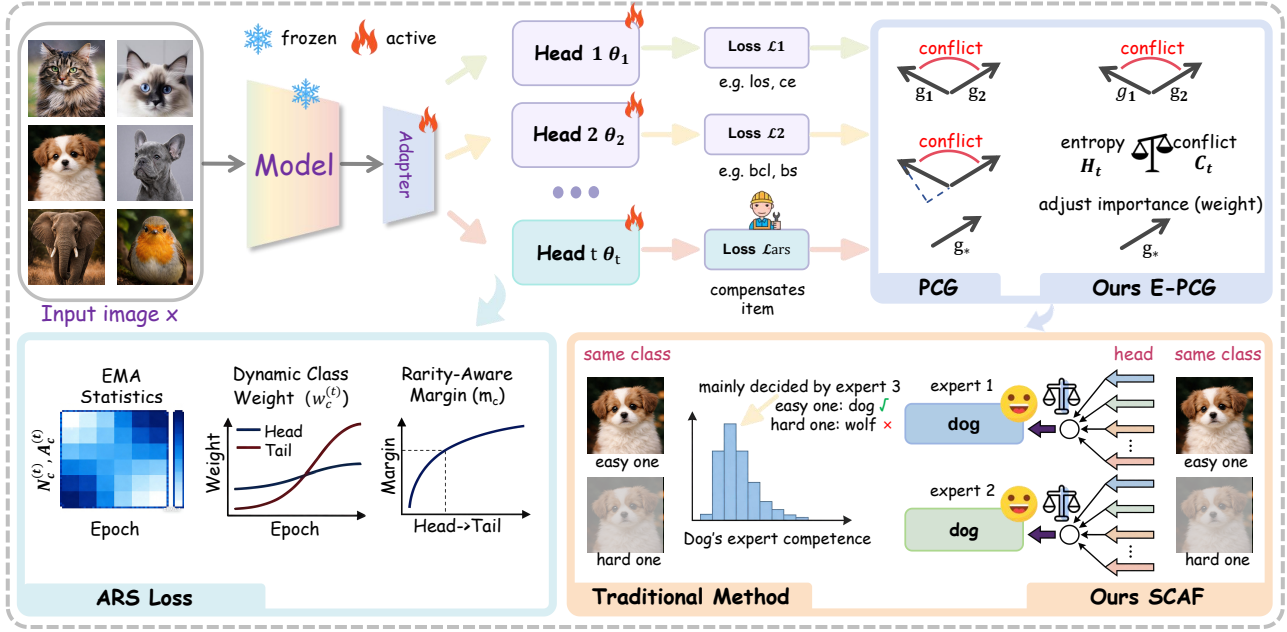 frozen
active
Input image x
Model
Adapter
Head 1 θ₁
Head 2 θ₂
Head t θₜ
Loss ℒ1
e.g. los, ce
Loss ℒ2
e.g. bcl, bs
Loss ℒars
compensates
item
conflict
g₁ g₂
conflict
g*
PCG
conflict
g₁ g₂
entropy conflict
Hₜ Cₜ
adjust importance (weight)
g*
Ours E-PCG
EMA
Statistics
N_c^(t), A_c^(t)
Epoch
Dynamic Class
Weight (w_c^(t))
Head
Tail
Weight
Epoch
Rarity-Aware
Margin (m_c)
Margin
Head->Tail
ARS Loss
same class
easy one
hard one
mainly decided by expert 3
easy one: dog √
hard one: wolf ×
Dog's expert competence
Traditional Method
expert 1
dog
expert 2
dog
head
same class
easy one
hard one
Ours SCAF